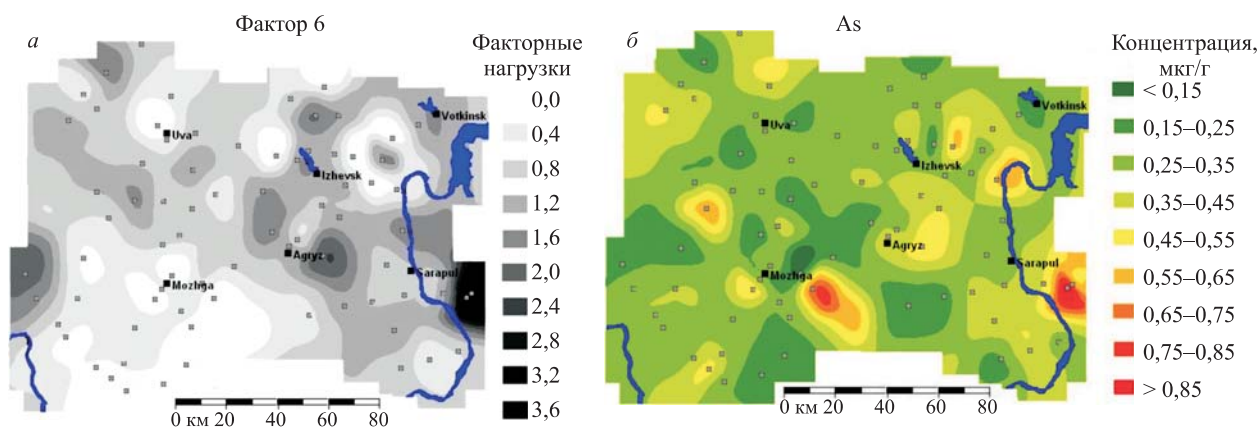 а
Фактор 6
Факторные
нагрузки
0,0
0,4
0,8
1,2
1,6
2,0
2,4
2,8
3,2
3,6
Votkinsk
Uva
Izhevsk
Agryz
Sarapul
Mozhga
0 км 20 40 60 80
б
As
Концентрация,
мкг/г
< 0,15
0,15–0,25
0,25–0,35
0,35–0,45
0,45–0,55
0,55–0,65
0,65–0,75
0,75–0,85
> 0,85
Votkinsk
Uva
Izhevsk
Agryz
Sarapul
Mozhga
0 км 20 40 60 80